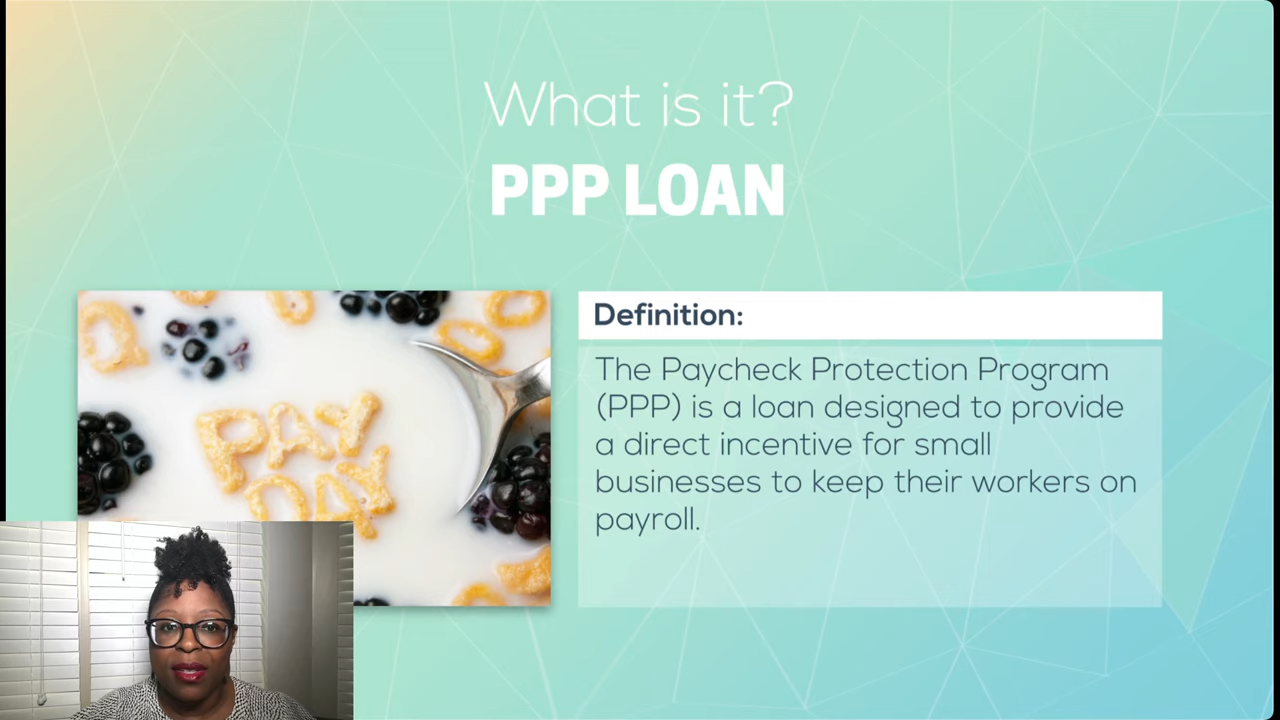 What is it?
PPP LOAN
Definition:
The Paycheck Protection Program
(PPP) is a loan designed to provide
a direct incentive for small
businesses to keep their workers on
payroll.
PAY
DAY